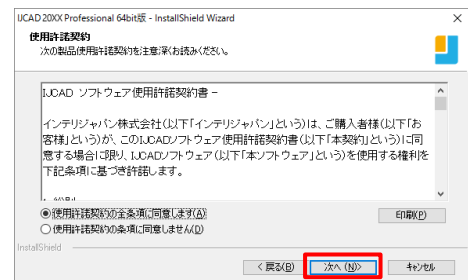 IJCAD 20XX Professional 64bit版 - InstallShield Wizard
使用許諾契約
次の製品使用許諾契約を注意深くお読みください。
IJCAD ソフトウェア使用許諾契約書 −
インテリジャパン株式会社(以下「インテリジャパン」という)は、ご購入者様(以下「お
客様」という)が、このIJCADソフトウェア使用許諾契約書(以下「本契約」という)に同
意する場合に限り、IJCADソフトウェア(以下「本ソフトウェア」という)を使用する権利を
下記条項に基づき許諾します。
使用許諾契約の全条項に同意します(A)
印刷(P)
使用許諾契約の条項に同意しません(D)
InstallShield
< 戻る(B)
次へ (N)>
キャンセル